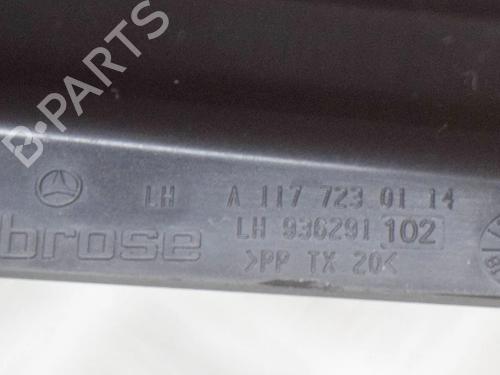 B-PARTS
LH A 117 723 01 14
brose LH 936291 102
>PP TX 20<